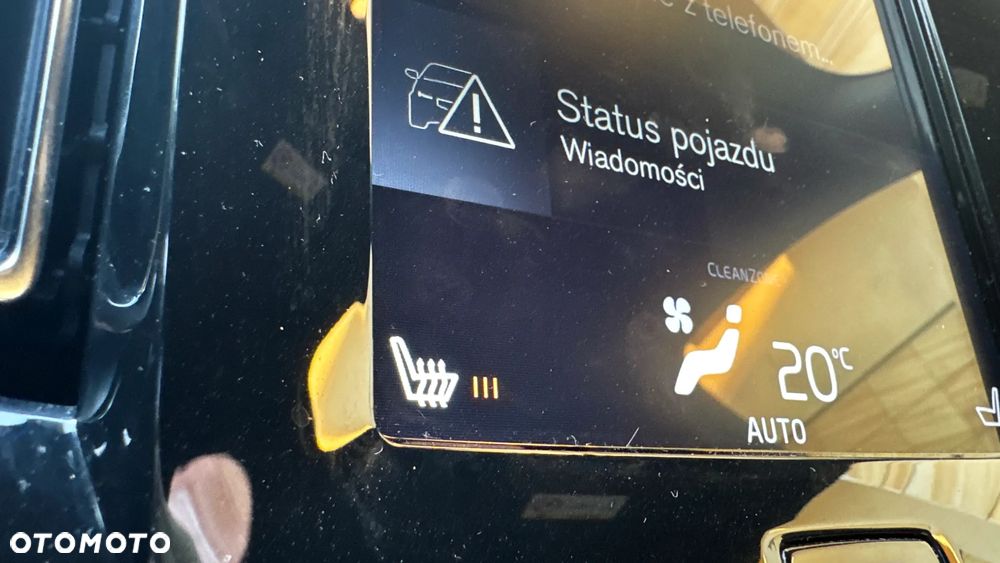 z telefonem...
Status pojazdu
Wiadomości
CLEANZONE
20°C
AUTO
OTOMOTO